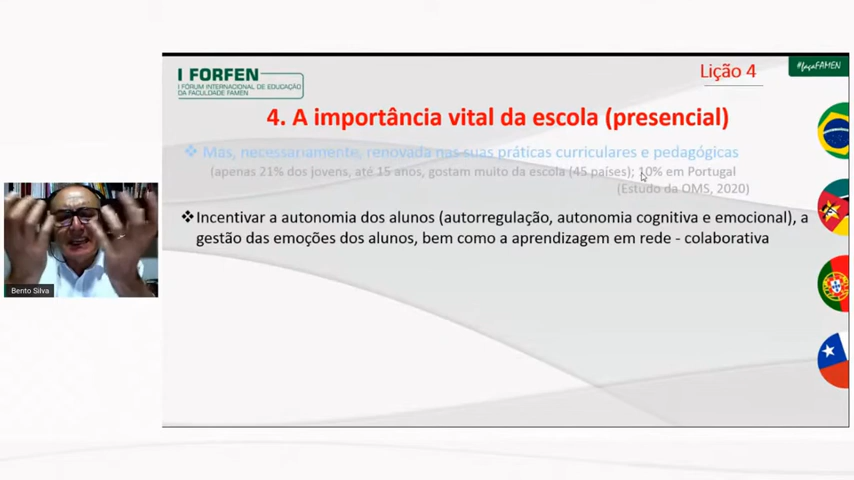 I FORFEN
I FÓRUM INTERNACIONAL DE EDUCAÇÃO
DA FACULDADE FAMEN
Lição 4
#façaFAMEN
4. A importância vital da escola (presencial)
❖ Mas, necessariamente, renovada nas suas práticas curriculares e pedagógicas
(apenas 21% dos jovens, até 15 anos, gostam muito da escola (45 países); 10% em Portugal
(Estudo da OMS, 2020)
❖Incentivar a autonomia dos alunos (autorregulação, autonomia cognitiva e emocional), a
gestão das emoções dos alunos, bem como a aprendizagem em rede - colaborativa
Bento Silva